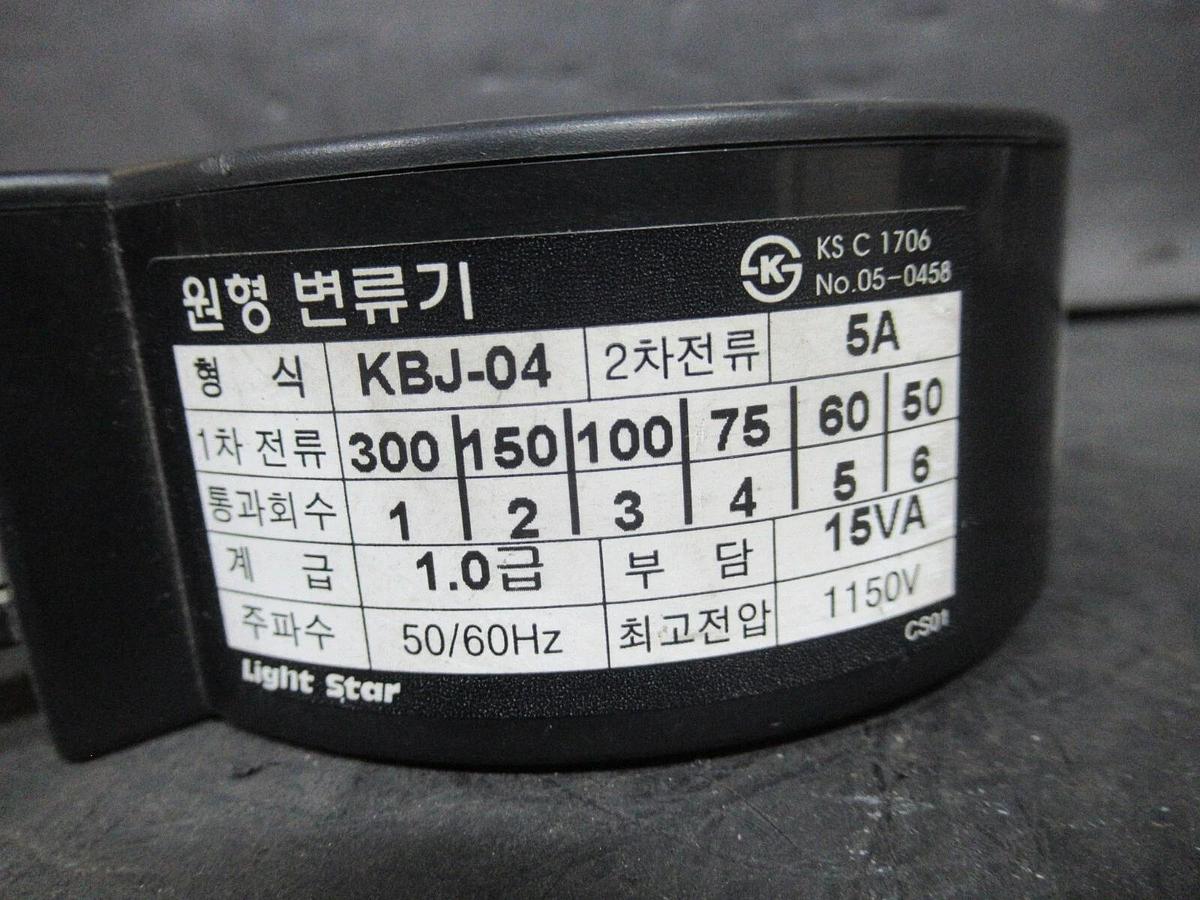 원형 변류기
KS C 1706
No.05-0458
형 식 KBJ-04 2차전류 5A
1차 전류 300 150 100 75 60 50
통과회수 1 2 3 4 5 6
계 급 1.0급 부 담 15VA
주파수 50/60Hz 최고전압 1150V
Light Star CS01